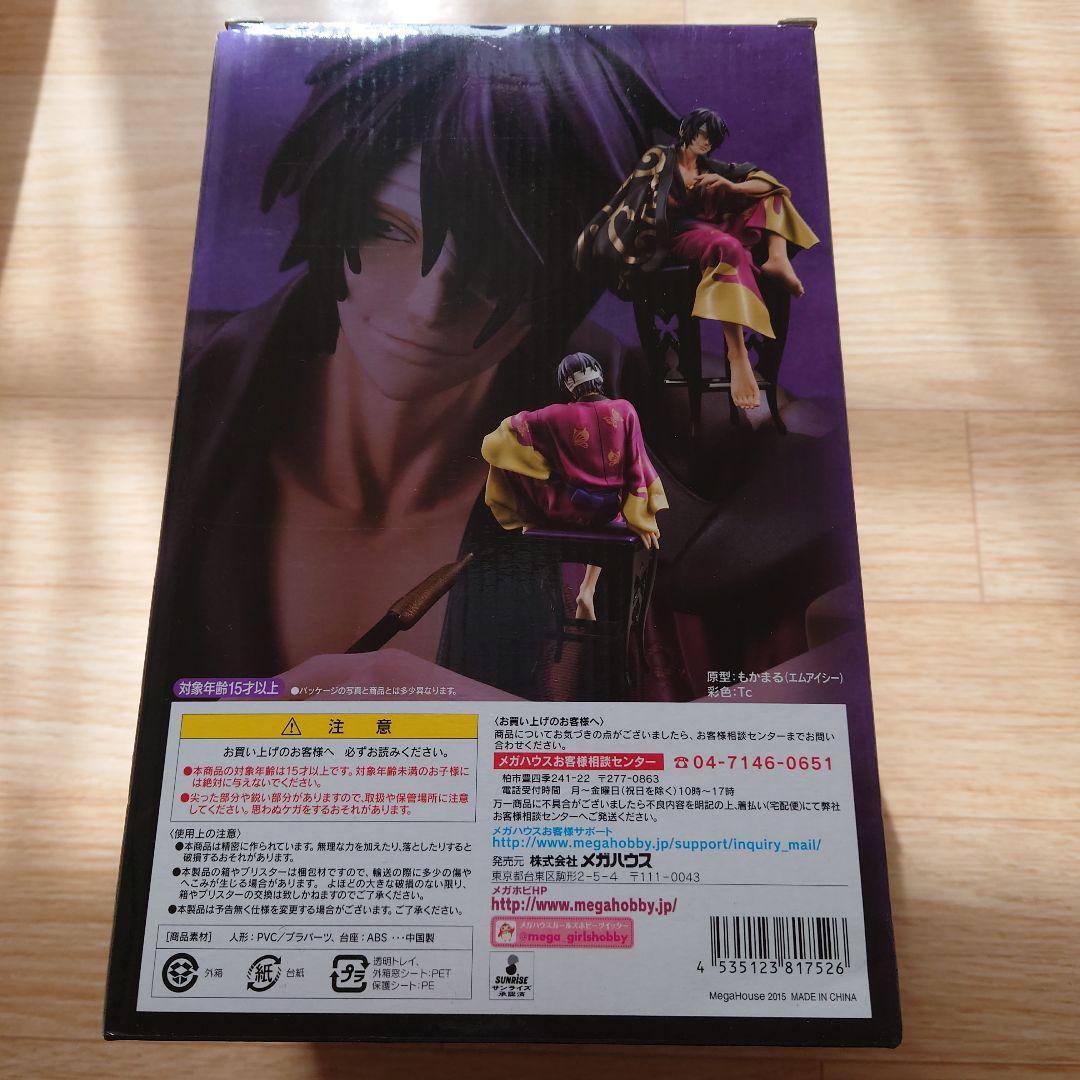 原型:もかまる(エムアイシー)
彩色:Tc
対象年齢15才以上
●パッケージの写真と商品とは多少異なります。
注意
お買い上げのお客様へ 必ずお読みください。
●本商品の対象年齢は15才以上です。対象年齢未満のお子様には
は絶対に与えないでください。
●尖った部分や鋭い部分がありますので、取扱や保管場所に注意
してください。思わぬケガをするおそれがあります。
〈使用上の注意〉
●本商品は精密に作られています。無理な力を加えたり、落としたりすると
破損するおそれがあります。
●本製品の箱やブリスターは梱包材ですので、輸送の際に多少の傷や
へこみが生じる場合があります。 よほどの大きな破損のない限り、
箱やブリスターの交換は致しかねますのでご了承ください。
●本製品は予告無く仕様を変更する場合がございます。ご了承ください。
[商品素材] 人形:PVC/プラパーツ、台座:ABS ・・・中国製
外箱
紙 台紙
プラ 透明トレイ、
外箱窓シート:PET
保護シート:PE
〈お買い上げのお客様へ〉
商品についてお気づきの点がございましたら、お客様相談センターまでお問
い合わせください。
メガハウスお客様相談センター ☎04-7146-0651
柏市豊四季241-22 〒277-0863
電話受付時間 月〜金曜日(祝日を除く)10時〜17時
万一商品に不具合がございましたら不良内容を明記の上、着払い(宅配便)にて弊社
お客様相談センターへご発送ください。
メガハウスお客様サポート
http://www.megahobby.jp/support/inquiry_mail/
発売元 株式会社 メガハウス
東京都台東区駒形2-5-4 〒111-0043
メガホビHP
http://www.megahobby.jp/
メガハウスガールズホビーツイッター
@mega_girlshobby
SUNRISE
サンライズ
承認済
4 535123 817526
MegaHouse 2015 MADE IN CHINA